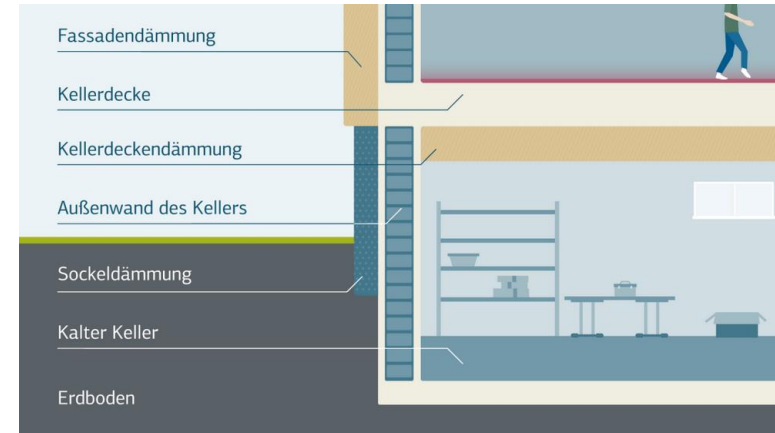 Fassadendämmung
Kellerdecke
Kellerdeckendämmung
Außenwand des Kellers
Sockeldämmung
Kalter Keller
Erdboden